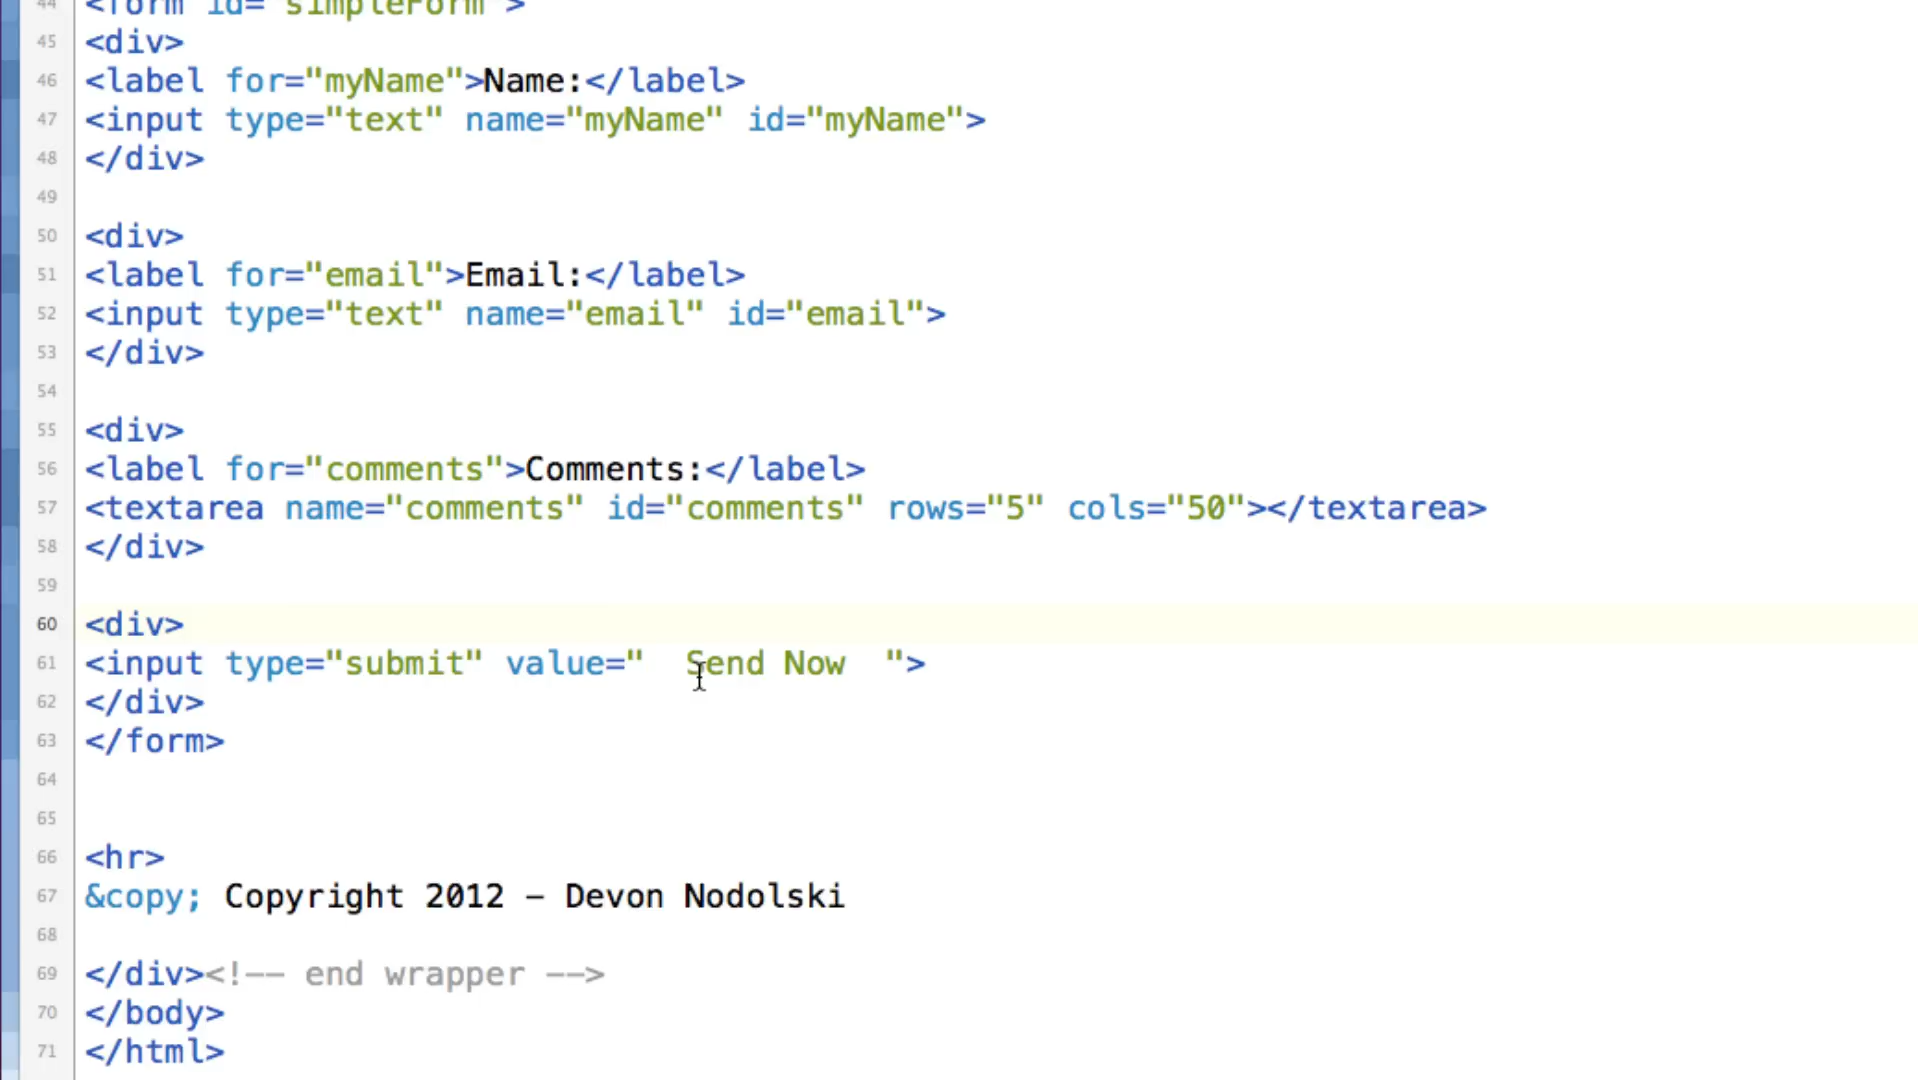 44 <form id="simpleForm">
45 <div>
46 <label for="myName">Name:</label>
47 <input type="text" name="myName" id="myName">
48 </div>
49
50 <div>
51 <label for="email">Email:</label>
52 <input type="text" name="email" id="email">
53 </div>
54
55 <div>
56 <label for="comments">Comments:</label>
57 <textarea name="comments" id="comments" rows="5" cols="50"></textarea>
58 </div>
59
60 <div>
61 <input type="submit" value="  Send Now  ">
62 </div>
63 </form>
64
65
66 <hr>
67 &copy; Copyright 2012 – Devon Nodolski
68
69 </div><!-- end wrapper -->
70 </body>
71 </html>